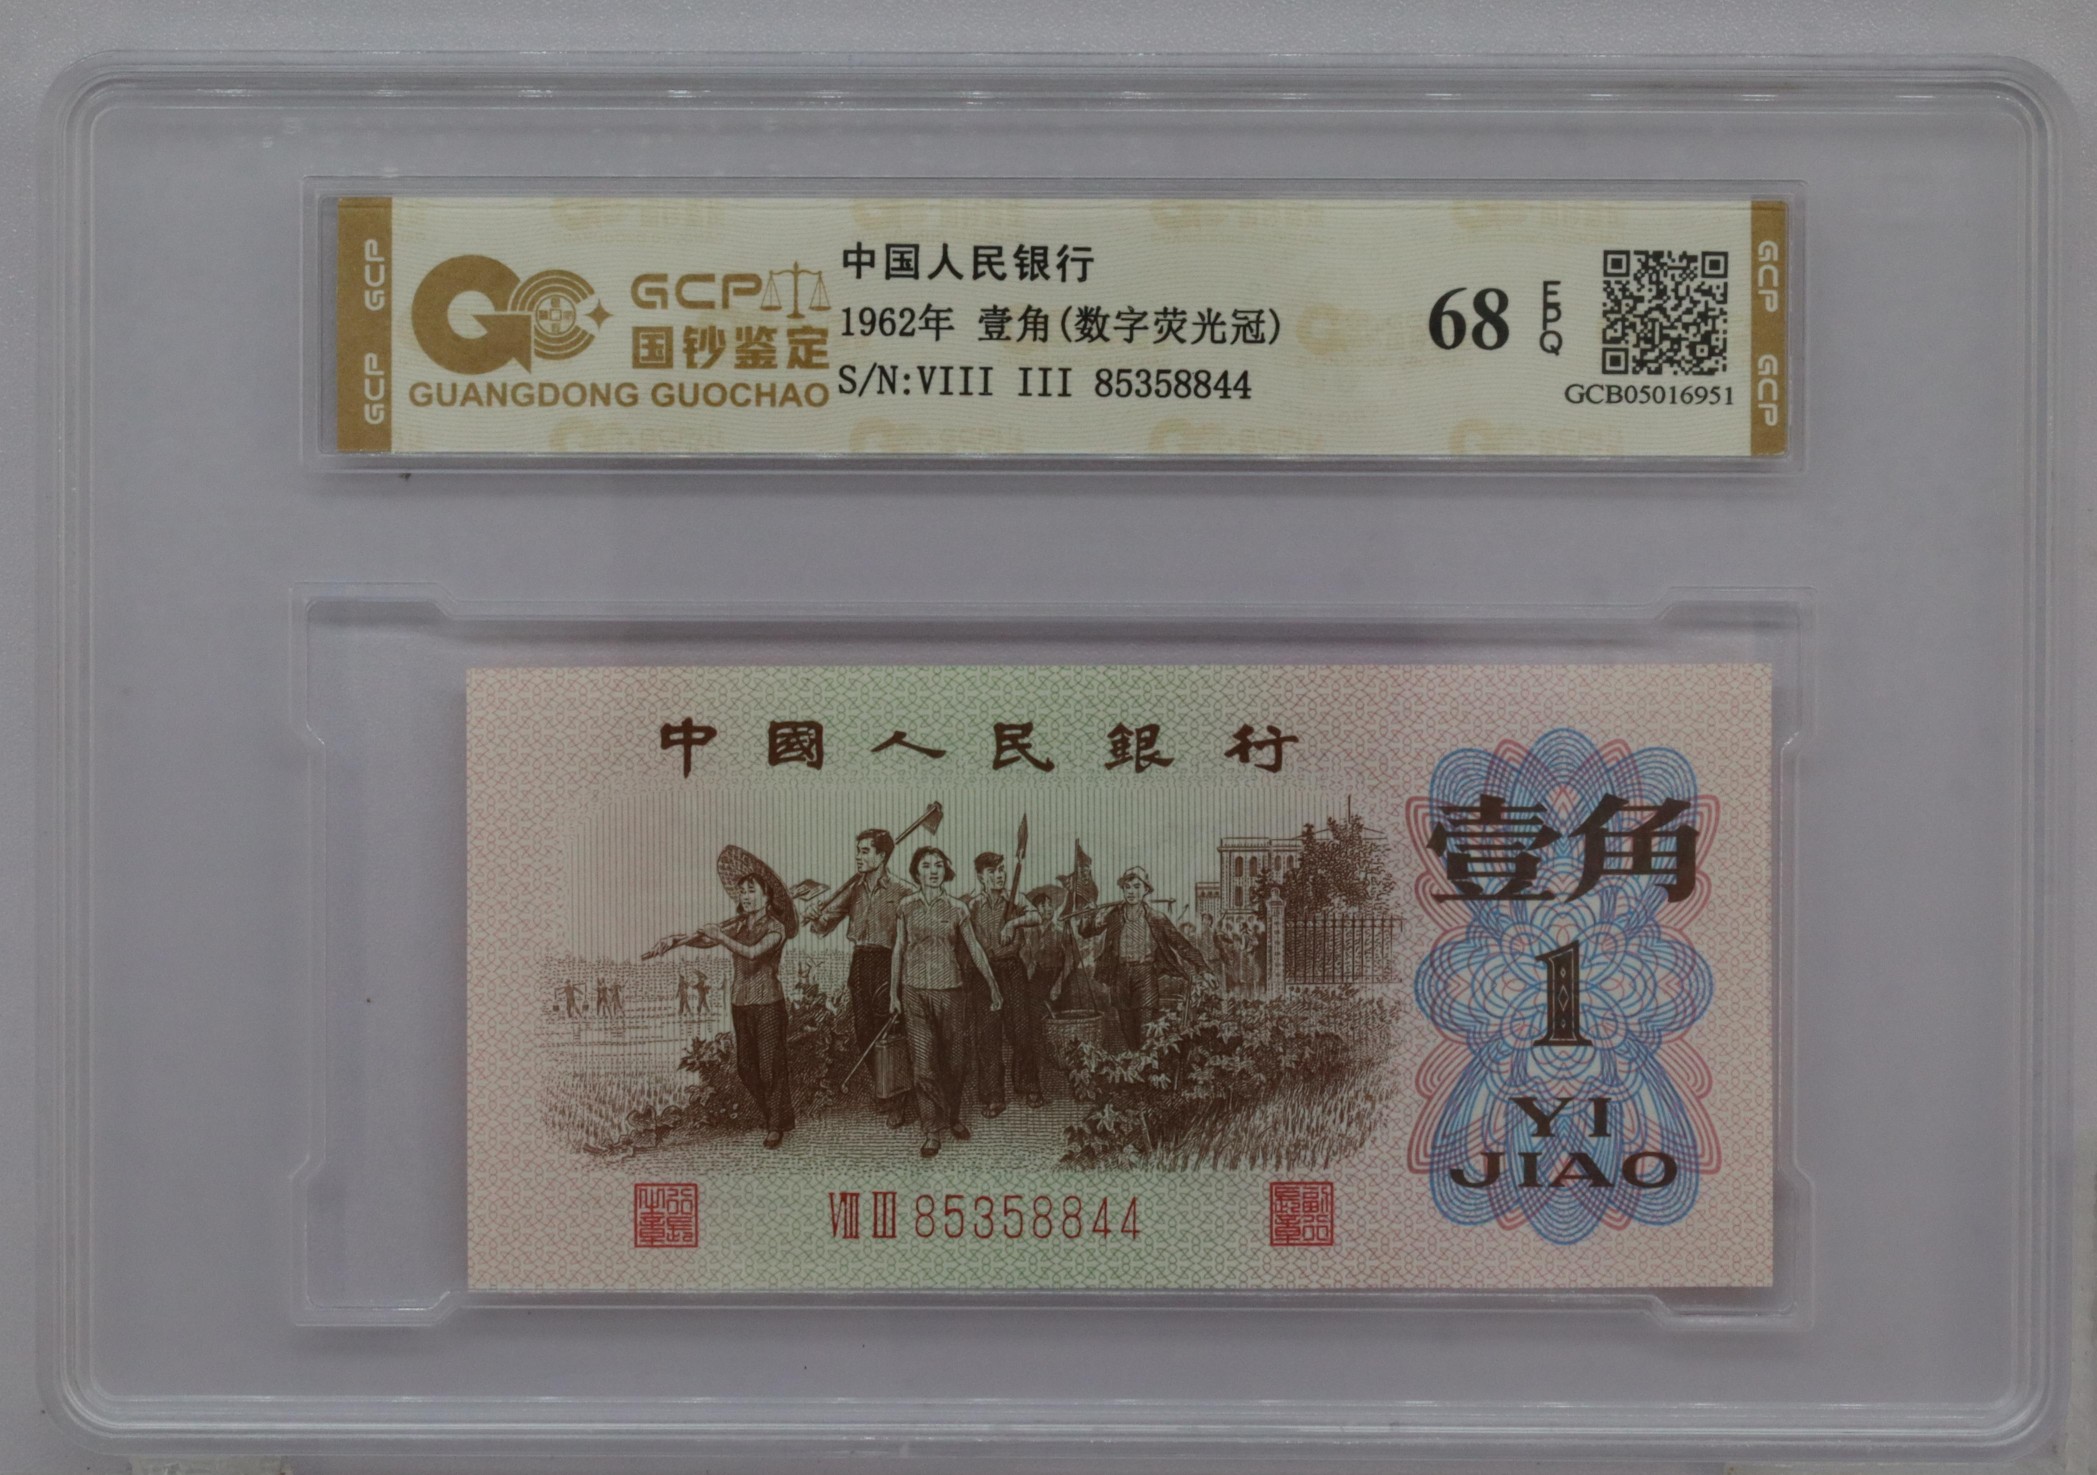 GCP
GCP
GCP
国钞鉴定
GUANGDONG GUOCHAO
中国人民银行
1962年 壹角(数字荧光冠)
S/N:VIII III 85358844
68
EPQ
GCB05016951
GCP
GCP
中國人民銀行
壹角
1
YI
JIAO
VIII III 85358844